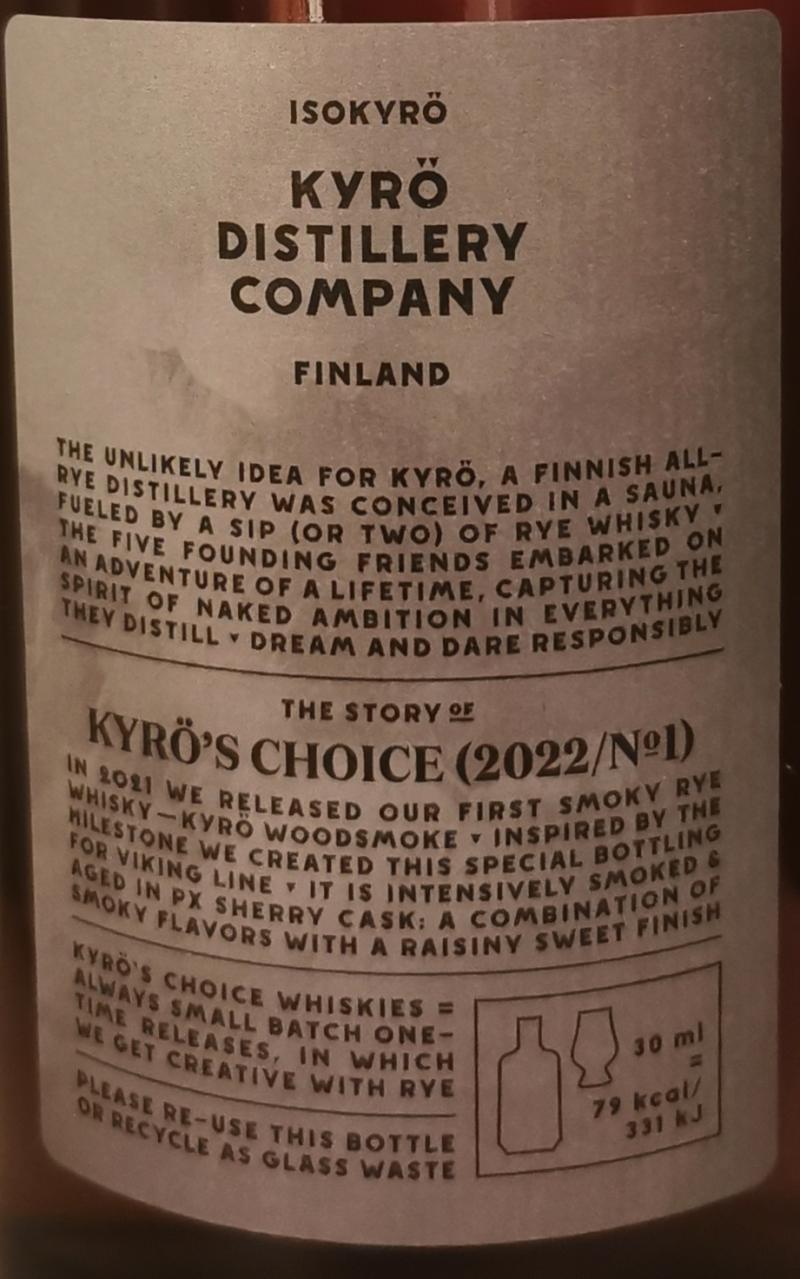 ISOKYRÖ
KYRÖ
DISTILLERY
COMPANY
FINLAND
THE UNLIKELY IDEA FOR KYRÖ, A FINNISH ALL-
RYE DISTILLERY WAS CONCEIVED IN A SAUNA,
FUELED BY A SIP (OR TWO) OF RYE WHISKY ▾
THE FIVE FOUNDING FRIENDS EMBARKED ON
AN ADVENTURE OF A LIFETIME, CAPTURING THE
SPIRIT OF NAKED AMBITION IN EVERYTHING
THEY DISTILL ▾ DREAM AND DARE RESPONSIBLY
THE STORY OF
KYRÖ'S CHOICE (2022/Nº1)
IN 2021 WE RELEASED OUR FIRST SMOKY RYE
WHISKY—KYRÖ WOODSMOKE ▾ INSPIRED BY THE
MILESTONE WE CREATED THIS SPECIAL BOTTLING
FOR VIKING LINE ▾ IT IS INTENSIVELY SMOKED &
AGED IN PX SHERRY CASK: A COMBINATION OF
SMOKY FLAVORS WITH A RAISINY SWEET FINISH
KYRÖ'S CHOICE WHISKIES =
ALWAYS SMALL BATCH ONE-
TIME RELEASES, IN WHICH
WE GET CREATIVE WITH RYE
PLEASE RE-USE THIS BOTTLE
OR RECYCLE AS GLASS WASTE
30 ml
=
79 kcal/
331 kJ